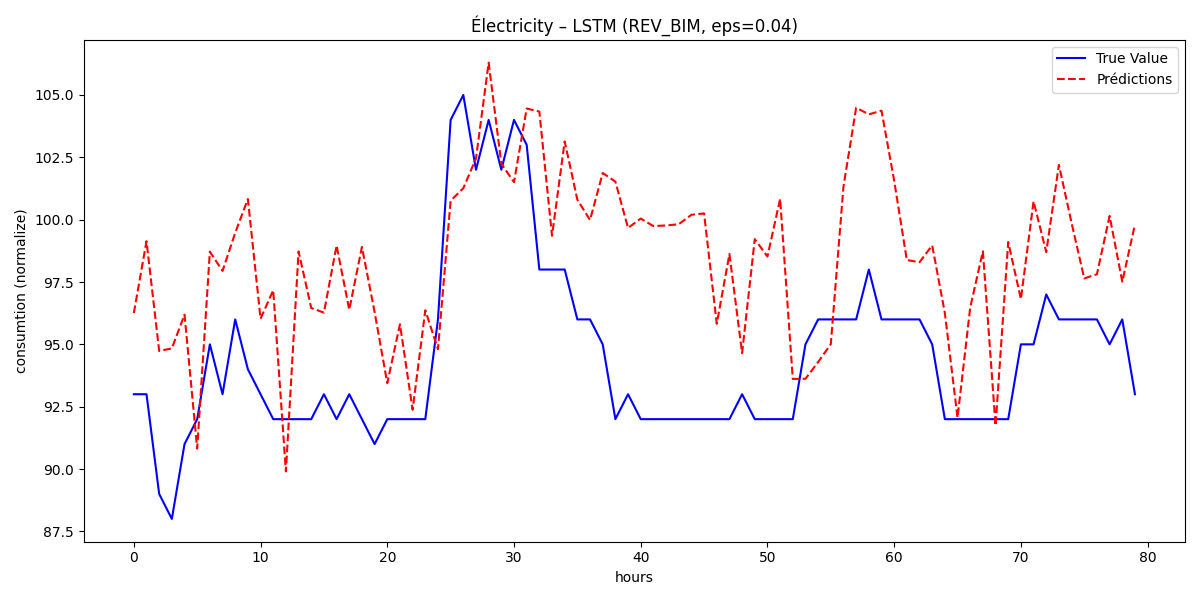 Électricity – LSTM (REV_BIM, eps=0.04)
True Value
Prédictions
consumtion (normalize)
105.0
102.5
100.0
97.5
95.0
92.5
90.0
87.5
0 10 20 30 40 50 60 70 80
hours